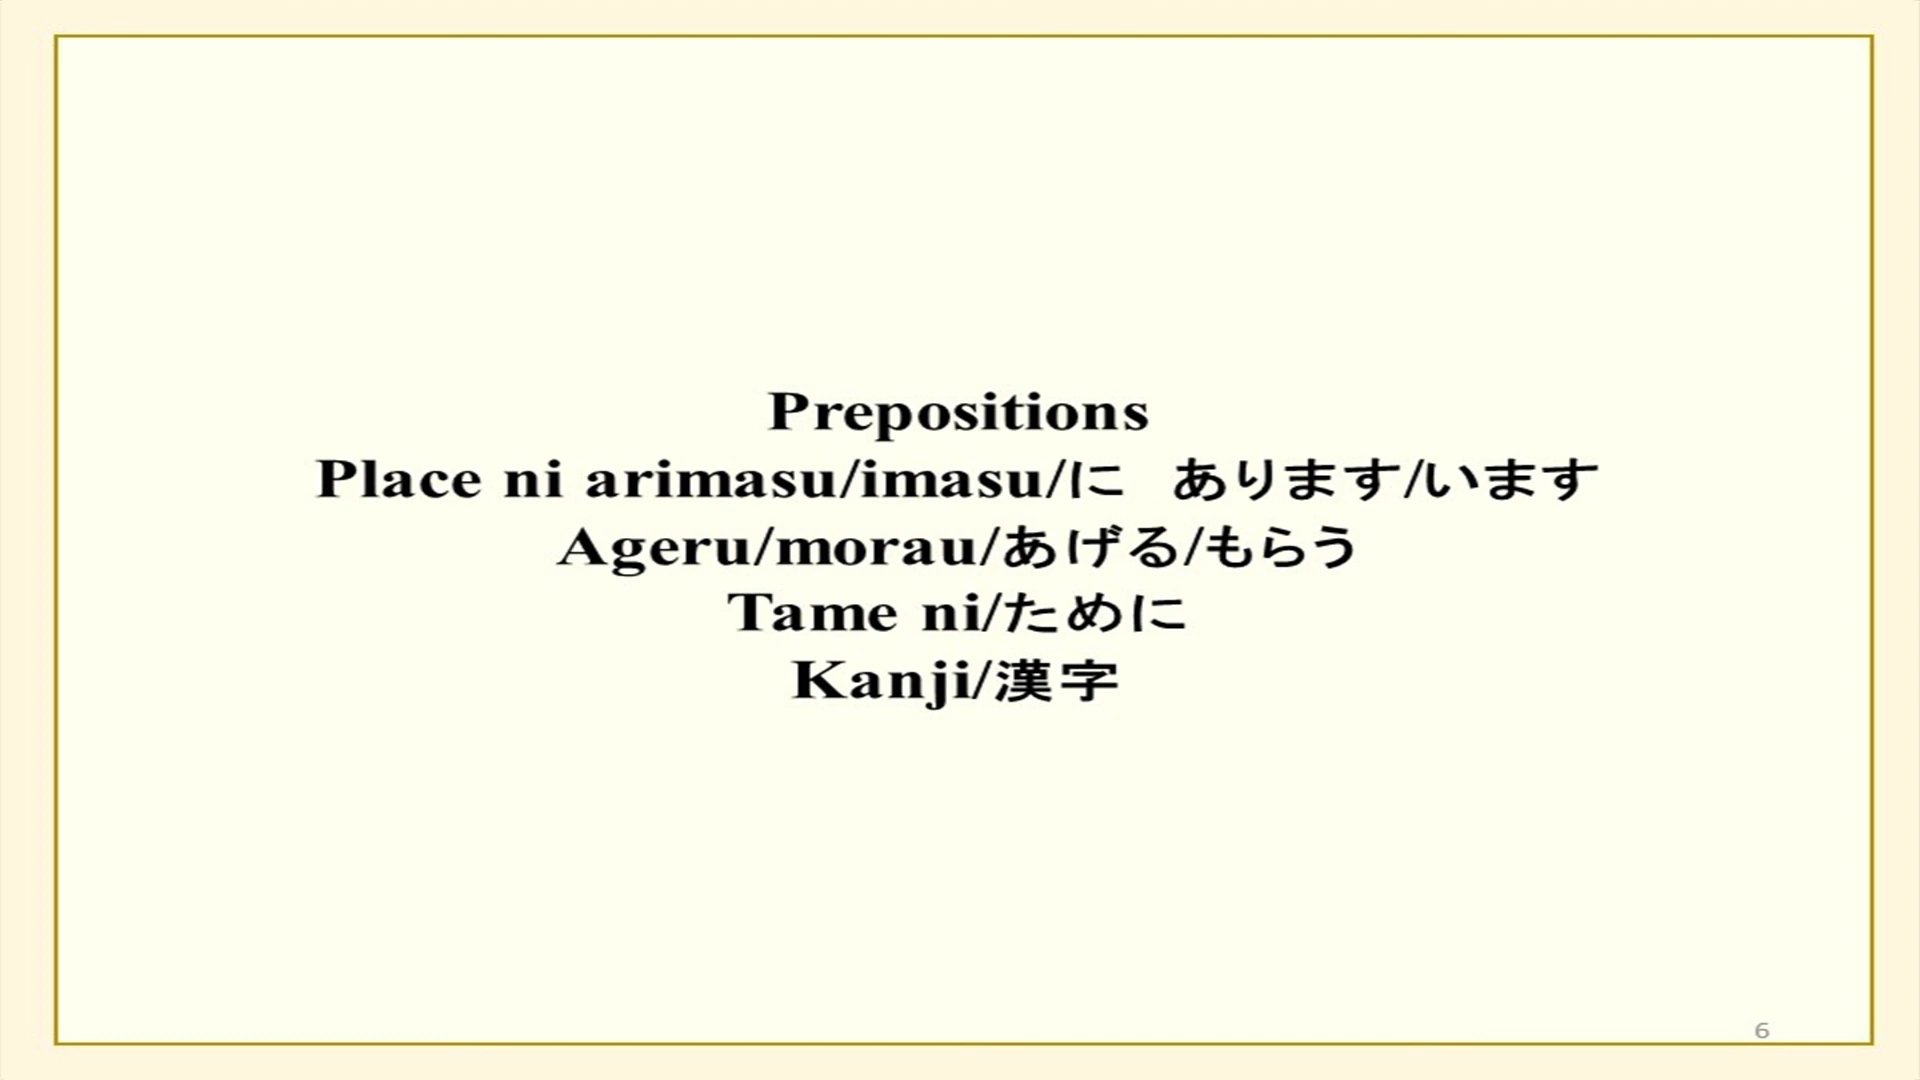 Prepositions
Place ni arimasu/imasu/に　あります/います
Ageru/morau/あげる/もらう
Tame ni/ために
Kanji/漢字
6